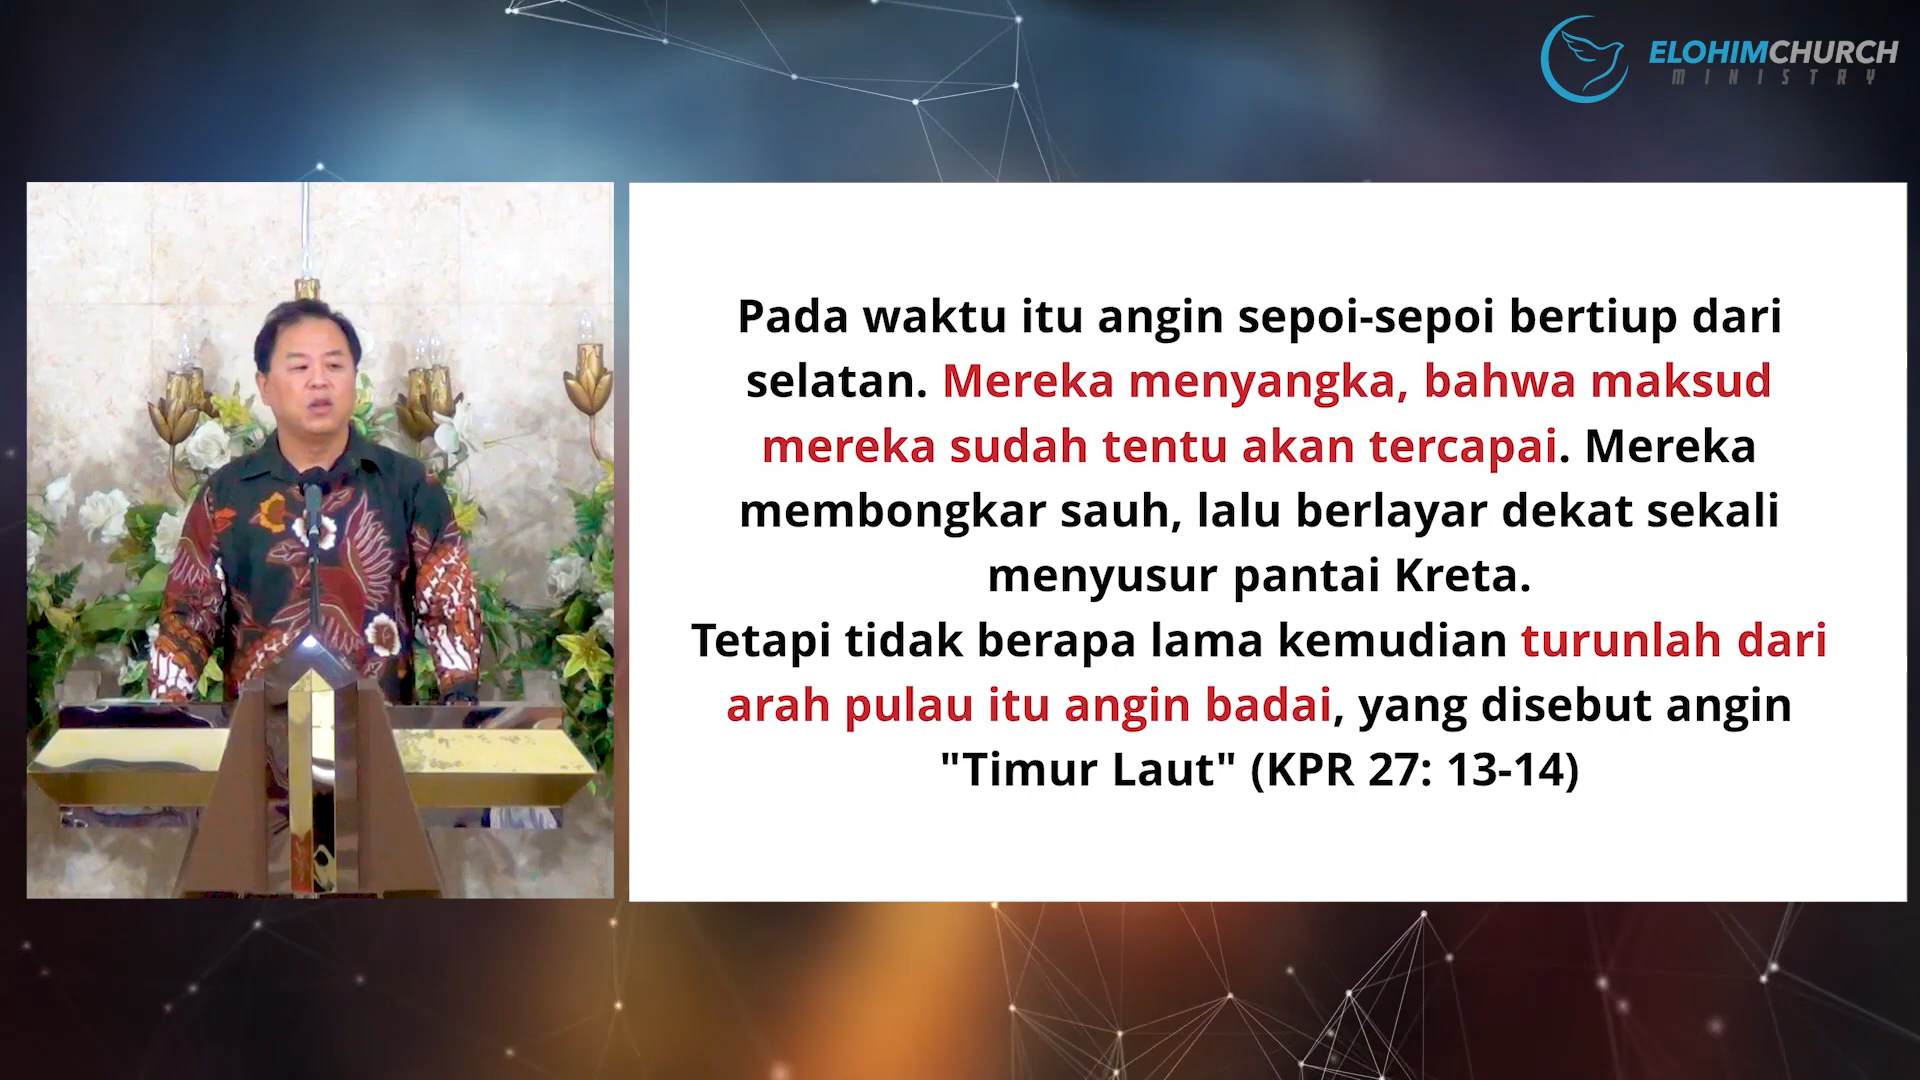 ELOHIMCHURCH
MINISTRY
Pada waktu itu angin sepoi-sepoi bertiup dari
selatan. Mereka menyangka, bahwa maksud
mereka sudah tentu akan tercapai. Mereka
membongkar sauh, lalu berlayar dekat sekali
menyusur pantai Kreta.
Tetapi tidak berapa lama kemudian turunlah dari
arah pulau itu angin badai, yang disebut angin
"Timur Laut" (KPR 27: 13-14)